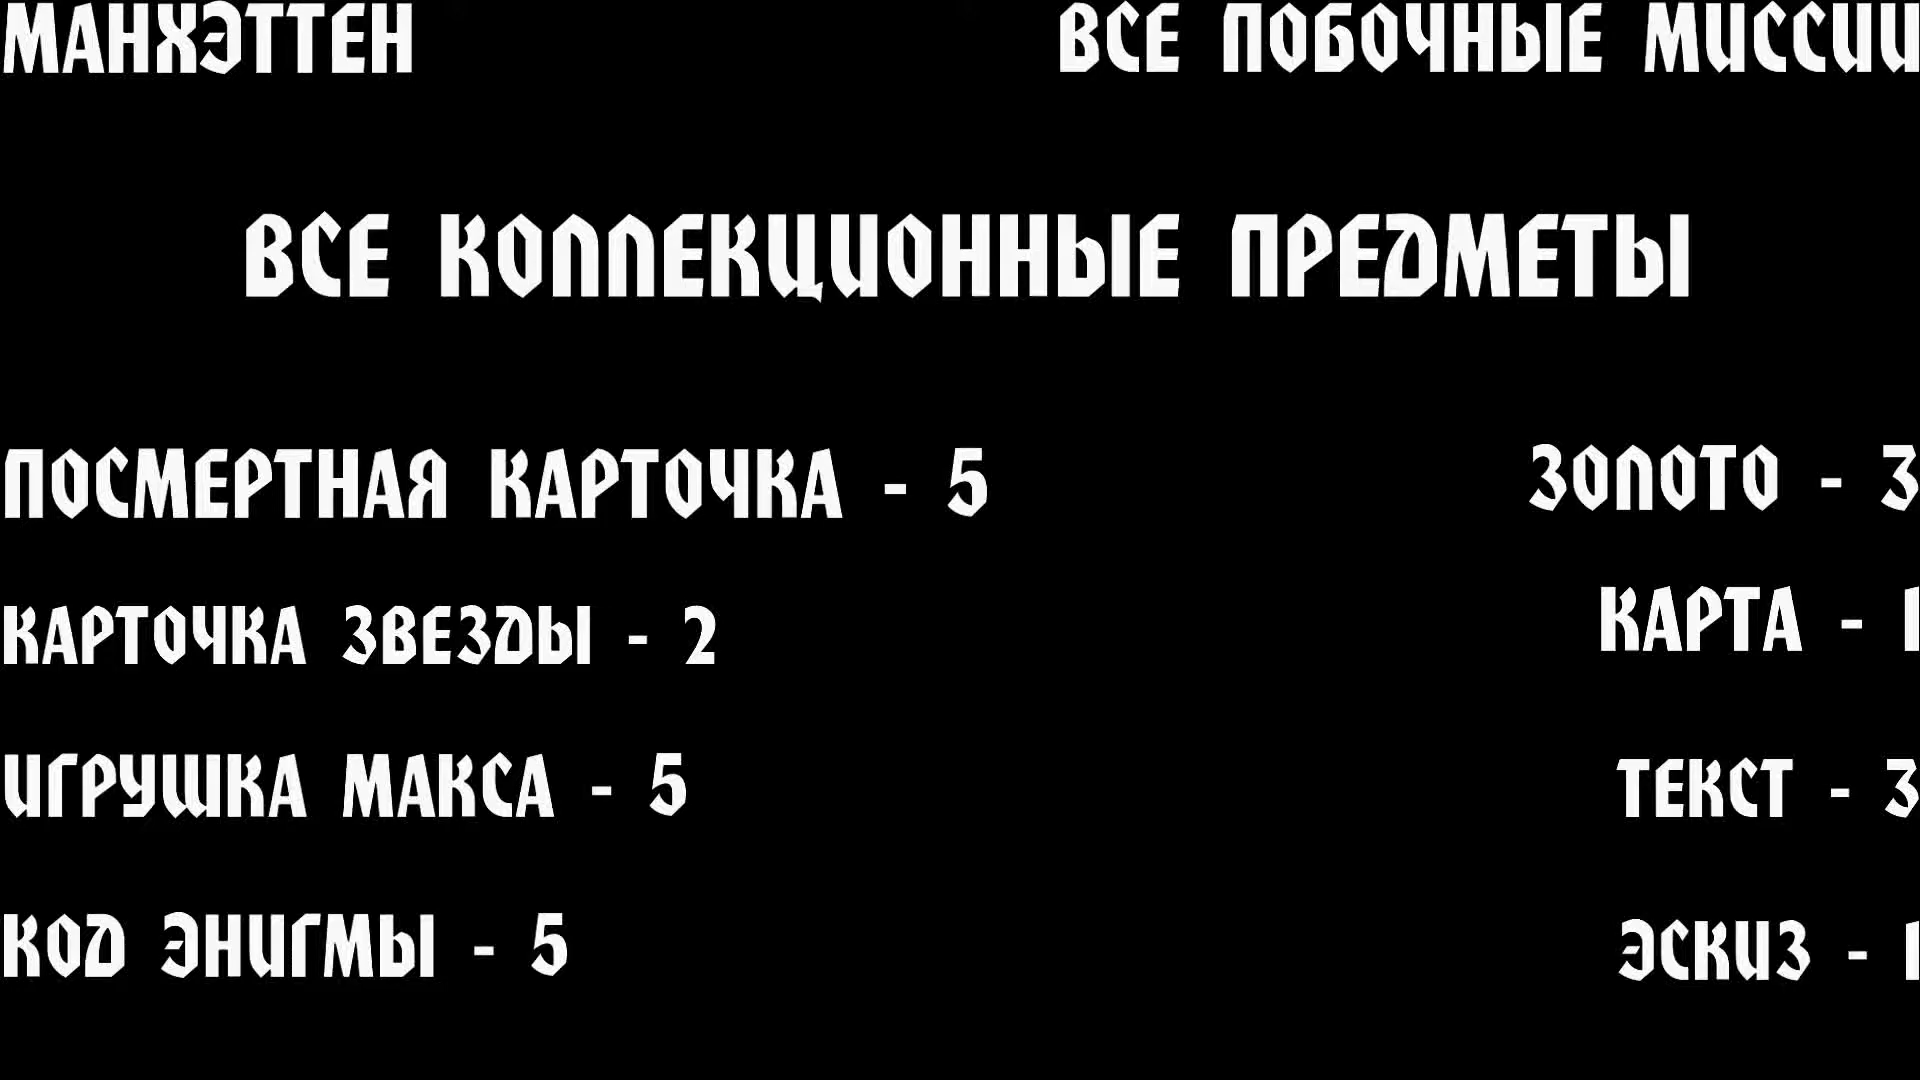 МАНХЭТТЕН
ВСЕ ПОБОЧНЫЕ МИССИИ
ВСЕ КОЛЛЕКЦИОННЫЕ ПРЕДМЕТЫ
ПОСМЕРТНАЯ КАРТОЧКА - 5
ЗОЛОТО - 3
КАРТОЧКА ЗВЕЗДЫ - 2
КАРТА - 1
ИГРУШКА МАКСА - 5
ТЕКСТ - 3
КОД ЭНИГМЫ - 5
ЭСКИЗ - 1